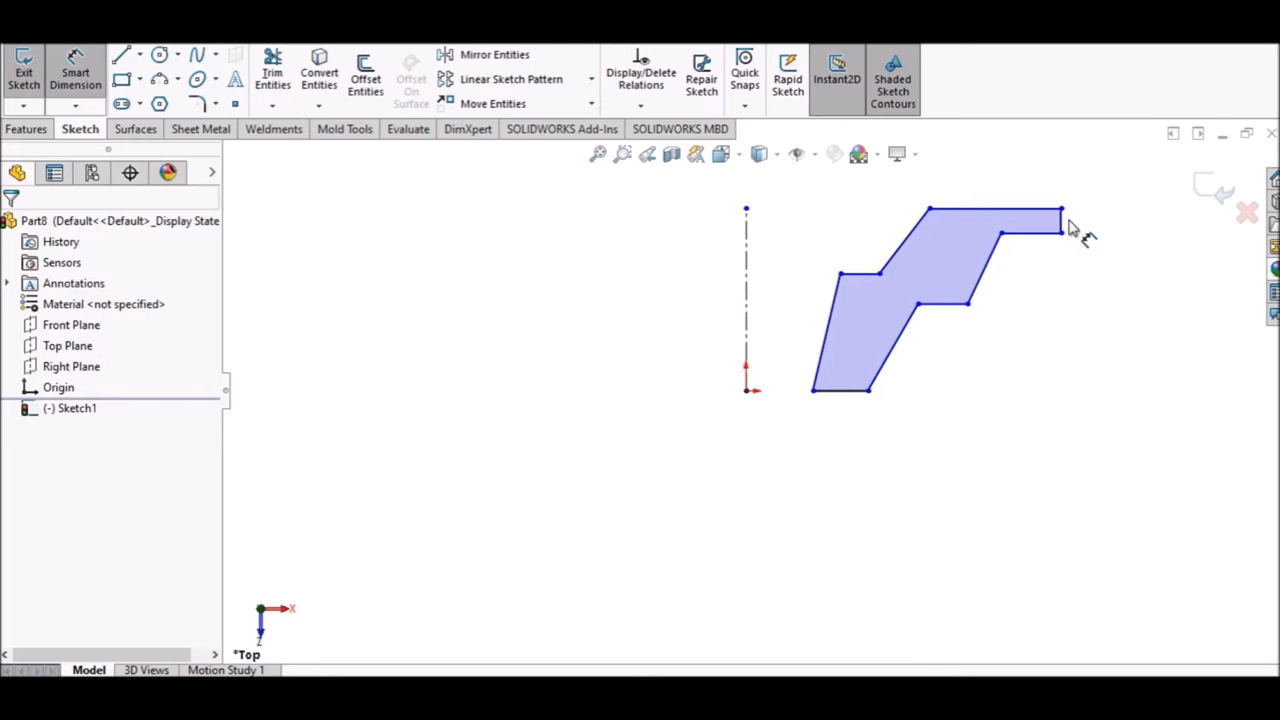 Exit Sketch
Smart Dimension
Trim Entities
Convert Entities
Offset Entities
Offset On Surface
Mirror Entities
Linear Sketch Pattern
Move Entities
Display/Delete Relations
Repair Sketch
Quick Snaps
Rapid Sketch
Instant2D
Shaded Sketch Contours
Features Sketch Surfaces Sheet Metal Weldments Mold Tools Evaluate DimXpert SOLIDWORKS Add-Ins SOLIDWORKS MBD
Part8 (Default<<Default>_Display State
History
Sensors
Annotations
Material <not specified>
Front Plane
Top Plane
Right Plane
Origin
(-) Sketch1
X
Z
*Top
Model 3D Views Motion Study 1